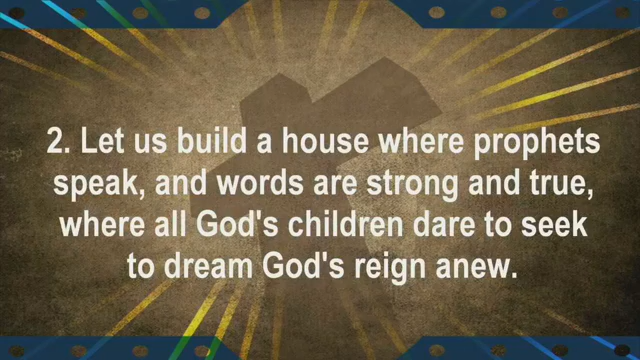 2. Let us build a house where prophets
speak, and words are strong and true,
where all God's children dare to seek
to dream God's reign anew.